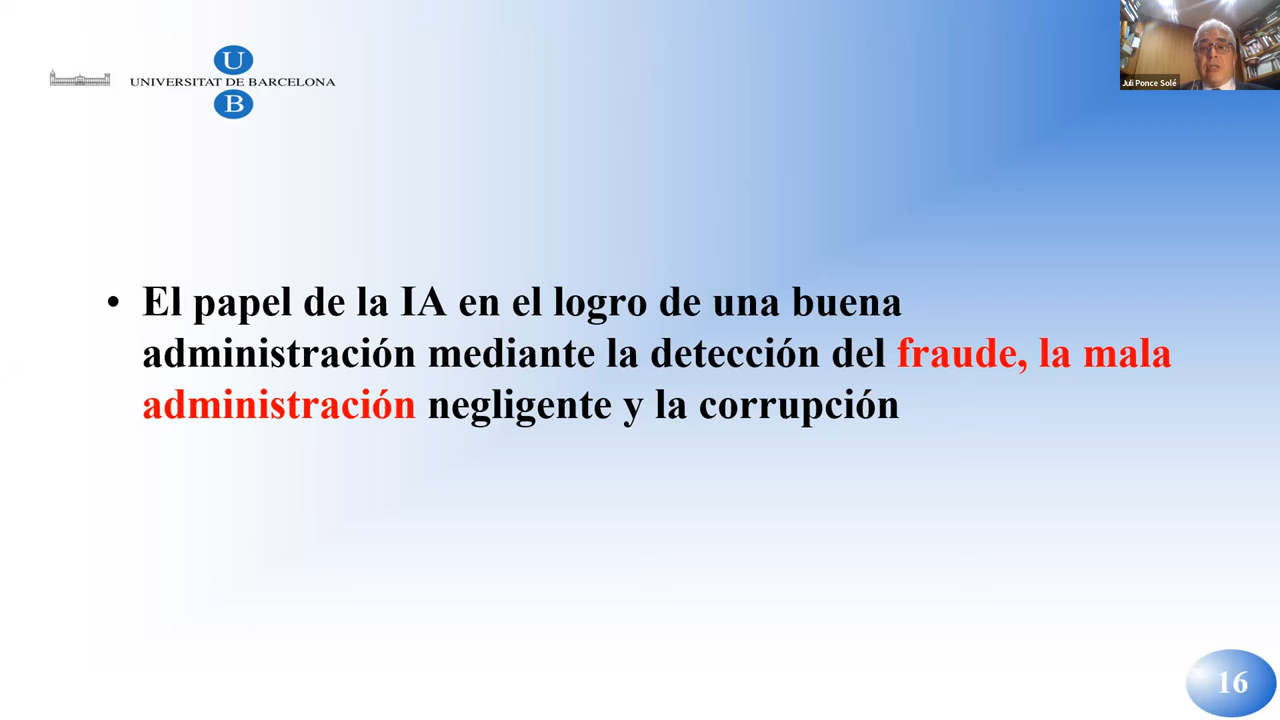 U
UNIVERSITAT DE BARCELONA
B
Juli Ponce Solé
• El papel de la IA en el logro de una buena
administración mediante la detección del fraude, la mala
administración negligente y la corrupción
16